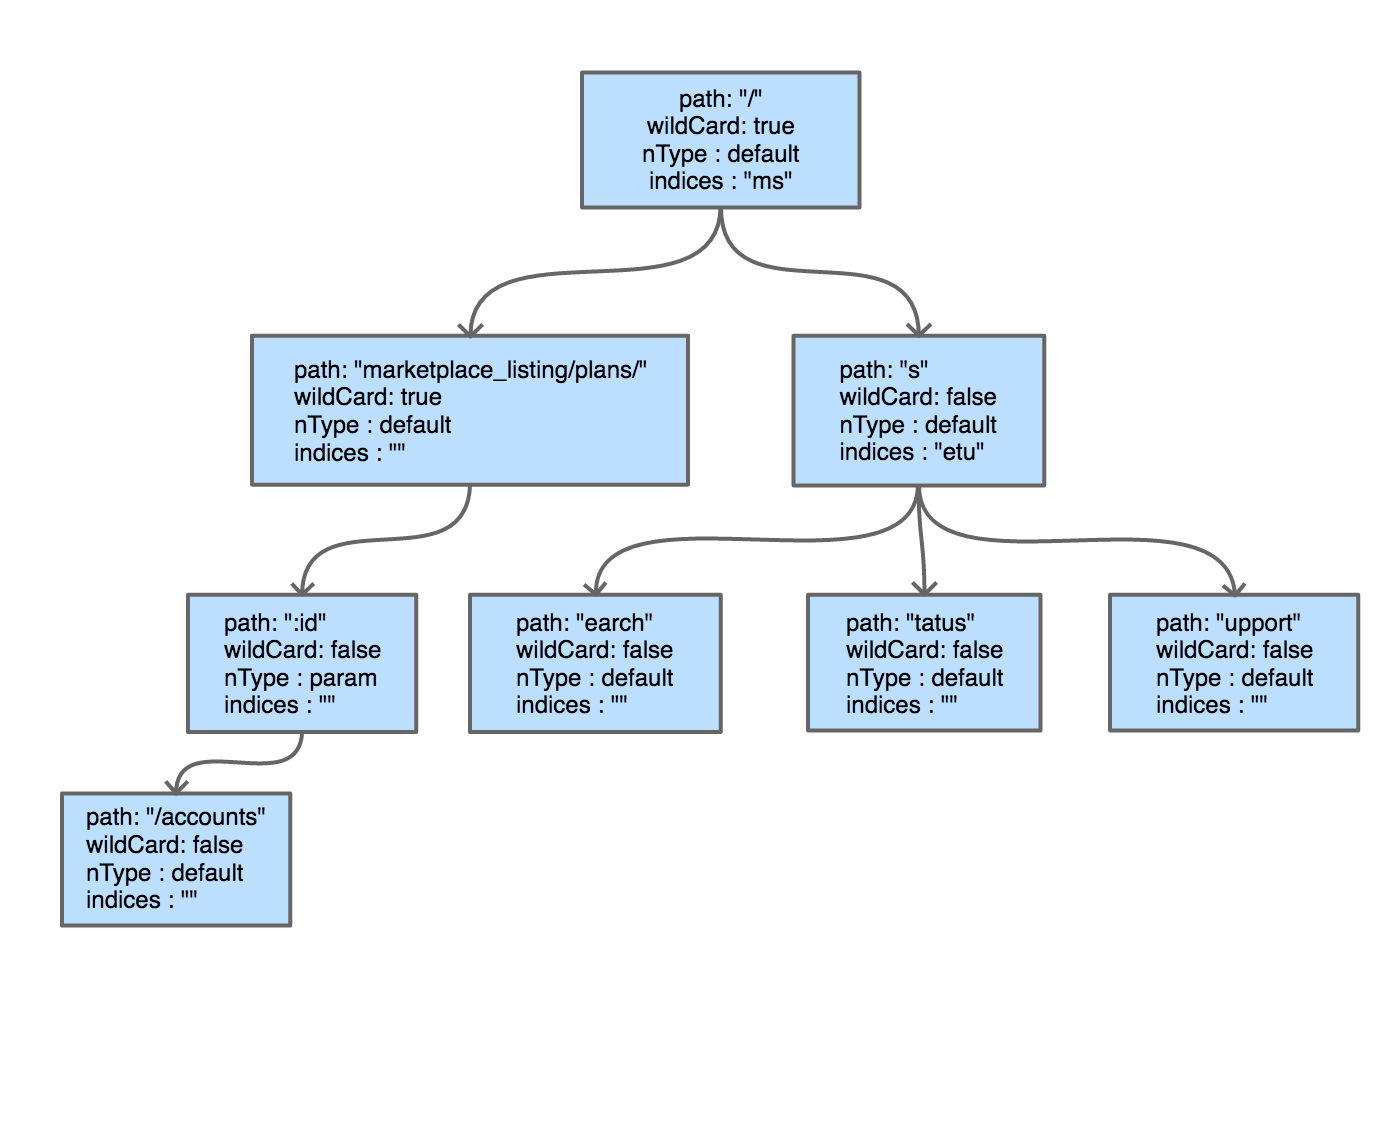 path: "/"
wildCard: true
nType : default
indices : "ms"
path: "marketplace_listing/plans/"
wildCard: true
nType : default
indices : ""
path: "s"
wildCard: false
nType : default
indices : "etu"
path: ":id"
wildCard: false
nType : param
indices : ""
path: "earch"
wildCard: false
nType : default
indices : ""
path: "tatus"
wildCard: false
nType : default
indices : ""
path: "upport"
wildCard: false
nType : default
indices : ""
path: "/accounts"
wildCard: false
nType : default
indices : ""